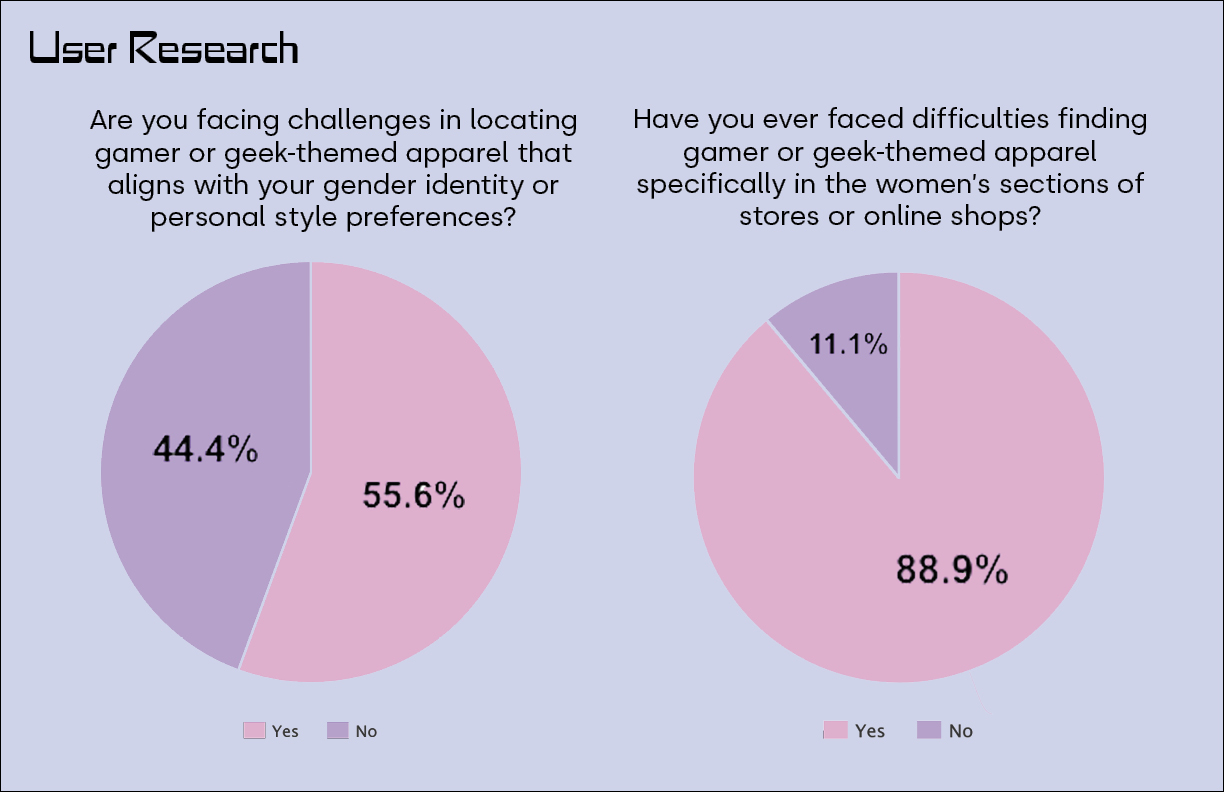 User Research
Are you facing challenges in locating
gamer or geek-themed apparel that
aligns with your gender identity or
personal style preferences?
44.4%
55.6%
Yes
No
Have you ever faced difficulties finding
gamer or geek-themed apparel
specifically in the women's sections of
stores or online shops?
11.1%
88.9%
Yes
No